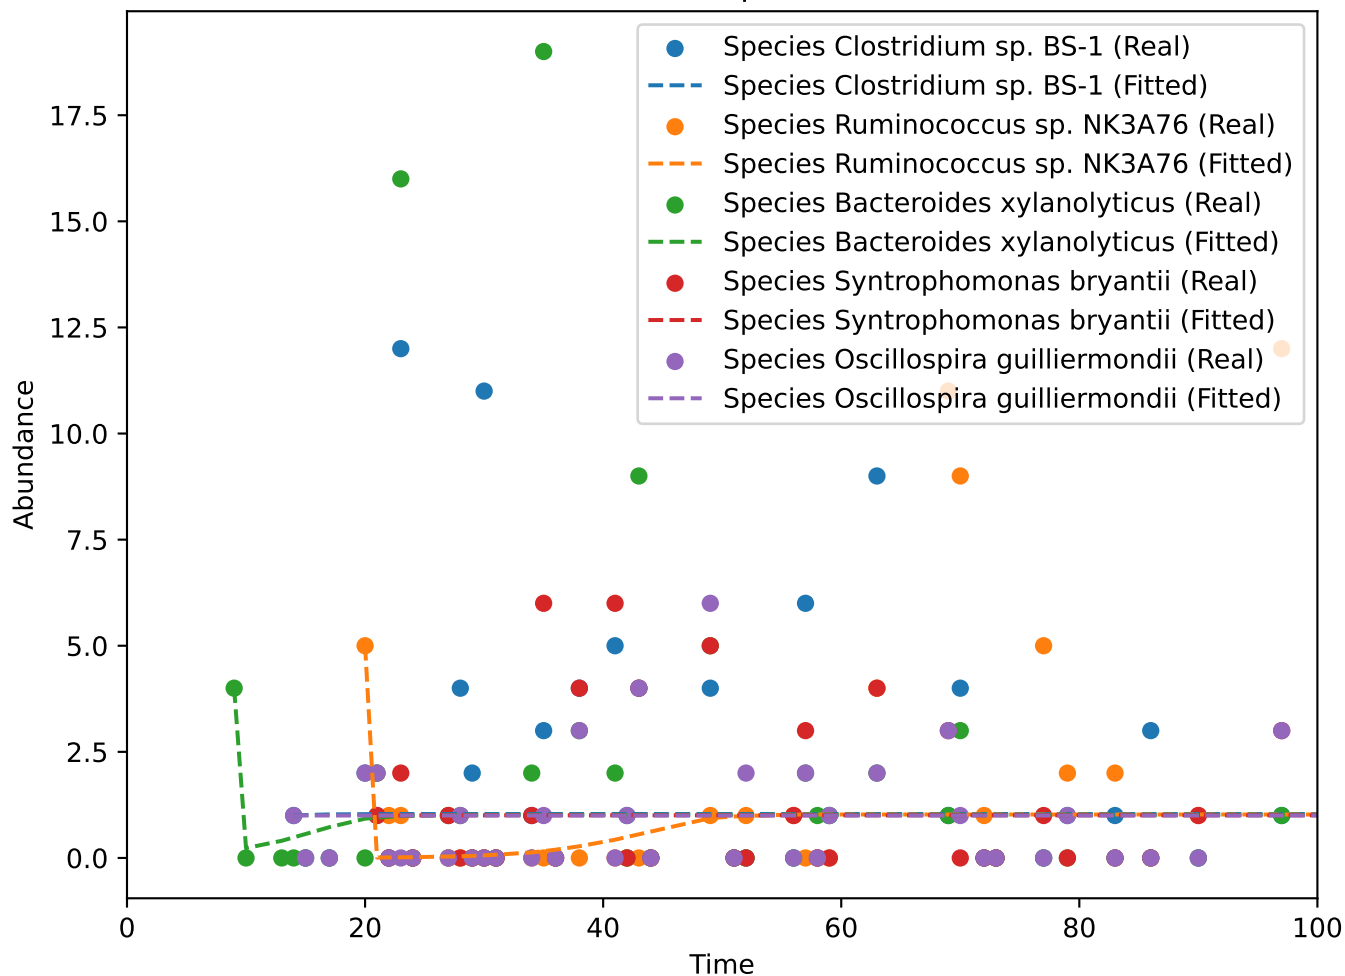 Species Clostridium sp. BS-1 (Real)
Species Clostridium sp. BS-1 (Fitted)
Species Ruminococcus sp. NK3A76 (Real)
Species Ruminococcus sp. NK3A76 (Fitted)
Species Bacteroides xylanolyticus (Real)
Species Bacteroides xylanolyticus (Fitted)
Species Syntrophomonas bryantii (Real)
Species Syntrophomonas bryantii (Fitted)
Species Oscillospira guilliermondii (Real)
Species Oscillospira guilliermondii (Fitted)
17.5
15.0
12.5
10.0
7.5
5.0
2.5
0.0
Abundance
0 20 40 60 80 100
Time